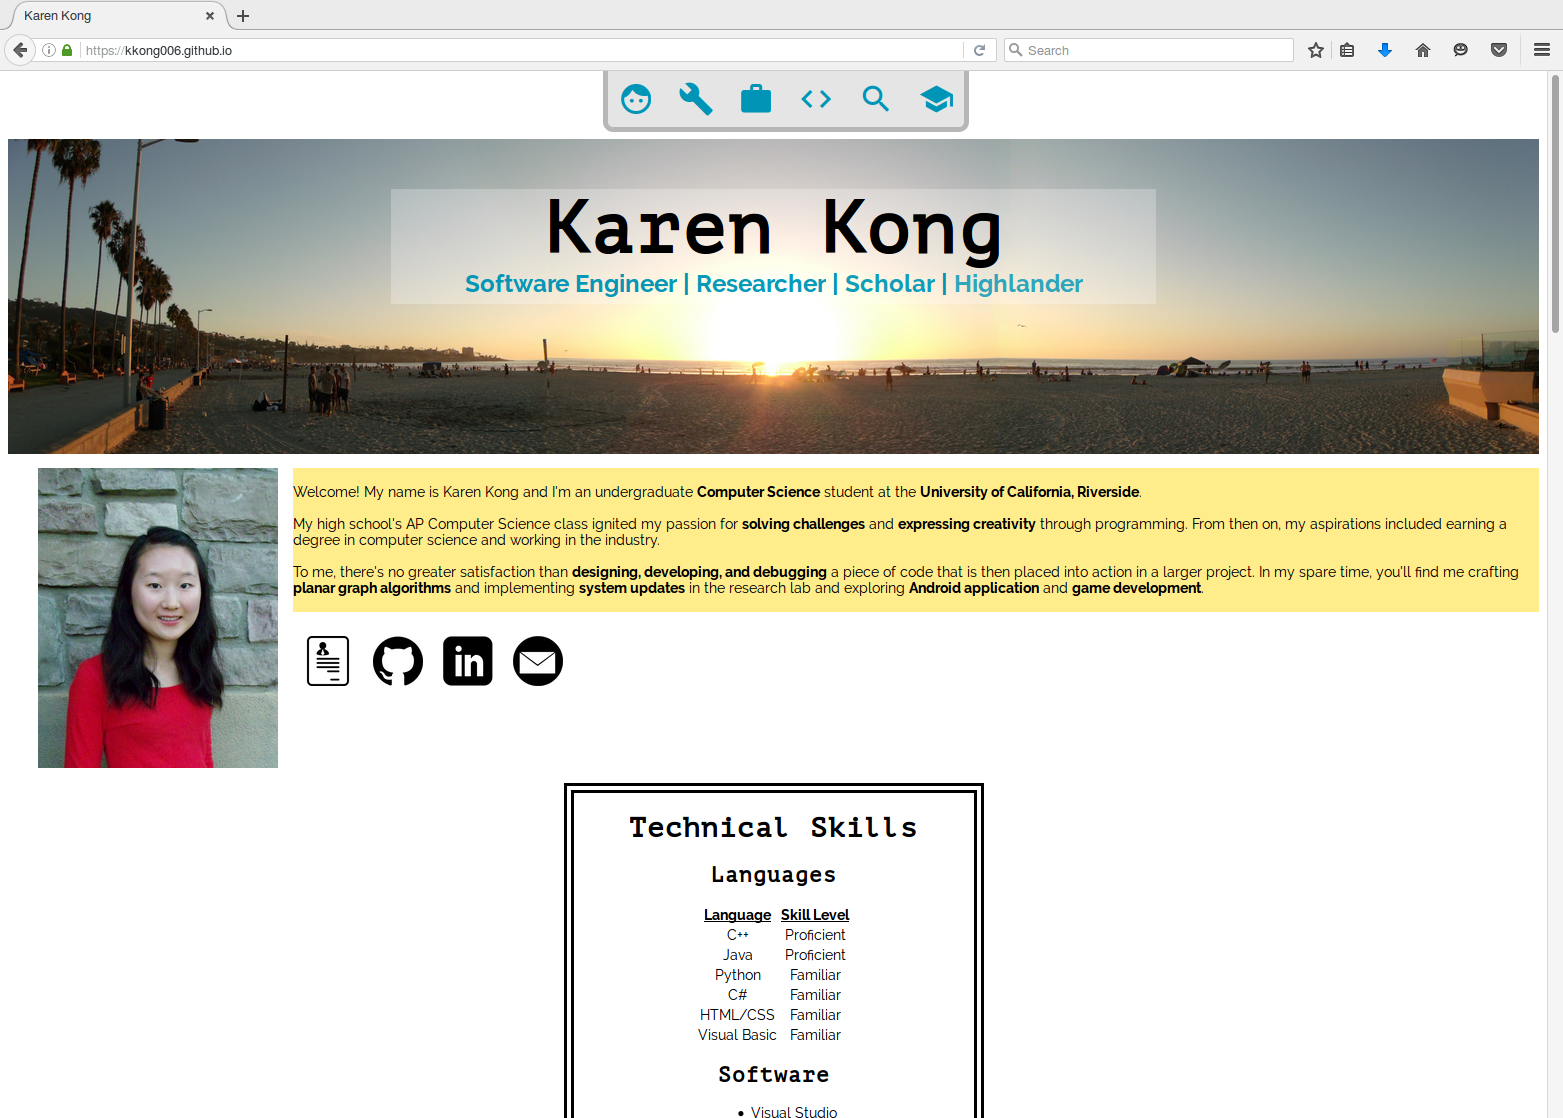 Karen Kong
https://kkong006.github.io
Search
Karen Kong
Software Engineer | Researcher | Scholar | Highlander
Welcome! My name is Karen Kong and I'm an undergraduate Computer Science student at the University of California, Riverside.
My high school's AP Computer Science class ignited my passion for solving challenges and expressing creativity through programming. From then on, my aspirations included earning a
degree in computer science and working in the industry.
To me, there's no greater satisfaction than designing, developing, and debugging a piece of code that is then placed into action in a larger project. In my spare time, you'll find me crafting
planar graph algorithms and implementing system updates in the research lab and exploring Android application and game development.
in
Technical Skills
Languages
Language Skill Level
C++ Proficient
Java Proficient
Python Familiar
C# Familiar
HTML/CSS Familiar
Visual Basic Familiar
Software
• Visual Studio